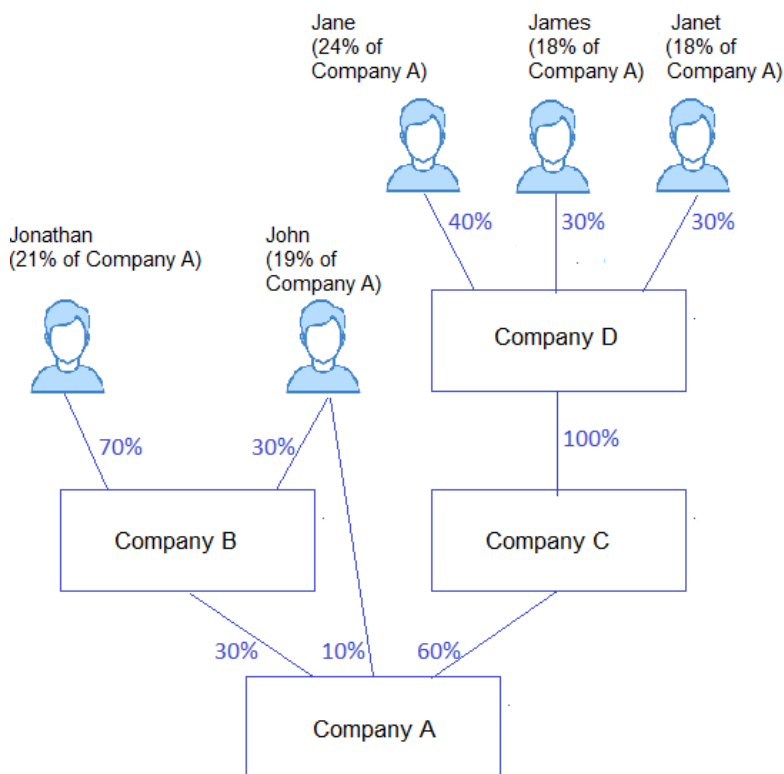 Jane
(24% of
Company A)
James
(18% of
Company A)
Janet
(18% of
Company A)
40%
30%
30%
Jonathan
(21% of Company A)
John
(19% of
Company A)
Company D
70%
30%
100%
Company B
Company C
30%
10%
60%
Company A